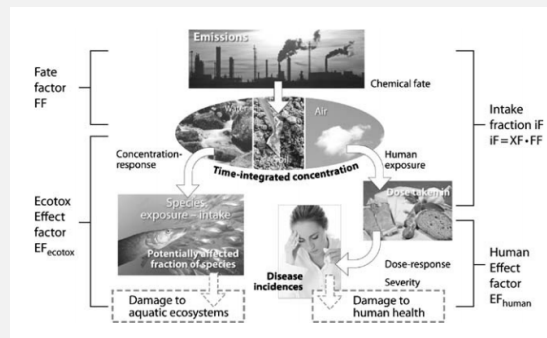 Emissions
Fate
factor
FF
Chemical fate
Water
Air
Intake
fraction iF
iF=XF·FF
Concentration-
response
Time-integrated concentration
Human
exposure
Ecotox
Effect
factor
EFecotox
Species
exposure – intake
Potentially affected
fraction of species
Dose taken in
Disease
incidences
Dose-response
Severity
Human
Effect
factor
EFhuman
Damage to
aquatic ecosystems
Damage to
human health